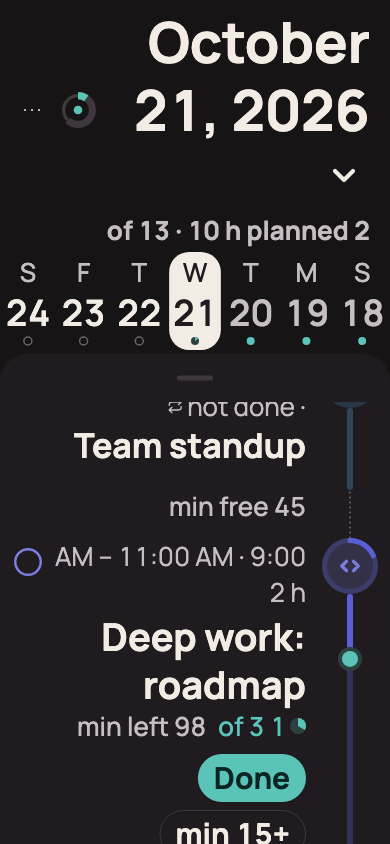 October
21, 2026
of 13 · 10 h planned 2
S F T W T M S
24 23 22 21 20 19 18
not done ·
Team standup
min free 45
AM – 11:00 AM · 9:00
2 h
Deep work:
roadmap
min left 98 of 3 1
Done
min 15+